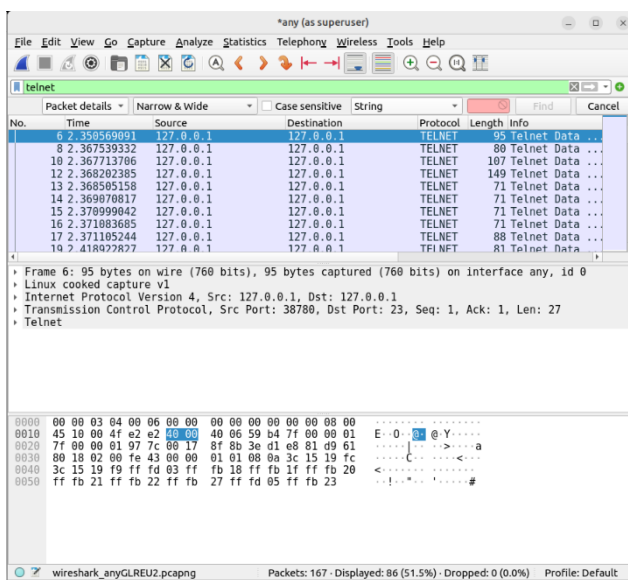 *any (as superuser)
File Edit View Go Capture Analyze Statistics Telephony Wireless Tools Help
telnet
Packet details Narrow & Wide Case sensitive String Find Cancel
No. Time Source Destination Protocol Length Info
6 2.350569091 127.0.0.1 127.0.0.1 TELNET 95 Telnet Data ...
8 2.367539332 127.0.0.1 127.0.0.1 TELNET 80 Telnet Data ...
10 2.367713706 127.0.0.1 127.0.0.1 TELNET 107 Telnet Data ...
12 2.368202385 127.0.0.1 127.0.0.1 TELNET 149 Telnet Data ...
13 2.368505158 127.0.0.1 127.0.0.1 TELNET 71 Telnet Data ...
14 2.369070817 127.0.0.1 127.0.0.1 TELNET 71 Telnet Data ...
15 2.370999042 127.0.0.1 127.0.0.1 TELNET 71 Telnet Data ...
16 2.371083685 127.0.0.1 127.0.0.1 TELNET 71 Telnet Data ...
17 2.371105244 127.0.0.1 127.0.0.1 TELNET 88 Telnet Data ...
19 2.418922827 127.0.0.1 127.0.0.1 TELNET 81 Telnet Data ...
Frame 6: 95 bytes on wire (760 bits), 95 bytes captured (760 bits) on interface any, id 0
Linux cooked capture v1
Internet Protocol Version 4, Src: 127.0.0.1, Dst: 127.0.0.1
Transmission Control Protocol, Src Port: 38780, Dst Port: 23, Seq: 1, Ack: 1, Len: 27
Telnet
0000 00 00 03 04 00 06 00 00 00 00 00 00 00 00 08 00 ········ ········
0010 45 10 00 4f e2 e2 40 00 40 06 59 b4 7f 00 00 01 E··O··@· @·Y·····
0020 7f 00 00 01 97 7c 00 17 8f 8b 3e d1 e8 81 d9 61 ·····|·· ··>····a
0030 80 18 02 00 fe 43 00 00 01 01 08 0a 3c 15 19 fc ·····C·· ····<···
0040 3c 15 19 f9 ff fd 03 ff fb 18 ff fb 1f ff fb 20 <······· ·······
0050 ff fb 21 ff fb 22 ff fb 27 ff fd 05 ff fb 23 ··!··"·· '·····#
wireshark_anyGLREU2.pcapng Packets: 167 · Displayed: 86 (51.5%) · Dropped: 0 (0.0%) Profile: Default